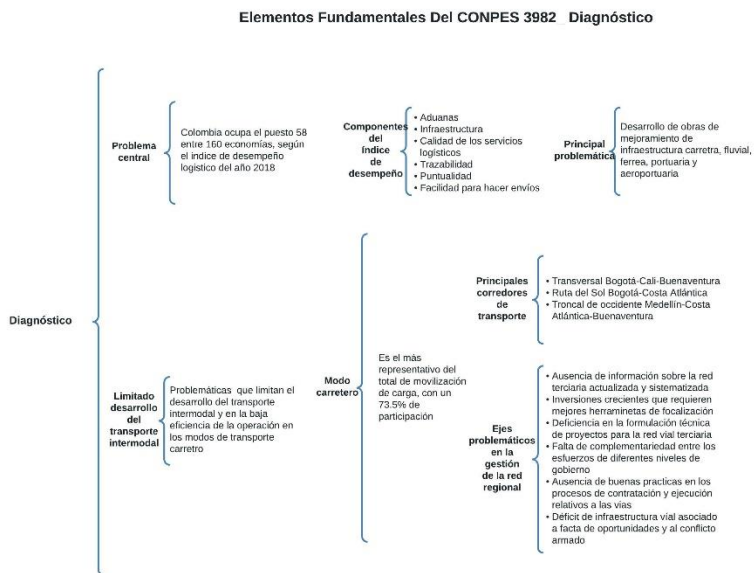 Elementos Fundamentales Del CONPES 3982_ Diagnóstico
Diagnóstico
Problema
central
Colombia ocupa el puesto 58
entre 160 economías, según
el indice de desempeño
logistico del año 2018
Componentes
del
índice
de
desempeño
• Aduanas
• Infraestructura
• Calidad de los servicios
logísticos
• Trazabilidad
• Puntualidad
• Facilidad para hacer envíos
Principal
problemática
Desarrollo de obras de
mejoramiento de
infraestructura carretra, fluvial,
ferrea, portuaria y
aeroportuaria
Limitado
desarrollo
del
transporte
intermodal
Problemáticas que limitan el
desarrollo del transporte
intermodal y en la baja
eficiencia de la operación en
los modos de transporte
carretro
Modo
carretero
Es el más
representativo del
total de movilización
de carga, con un
73.5% de
participación
Principales
corredores
de
transporte
• Transversal Bogotá-Cali-Buenaventura
• Ruta del Sol Bogotá-Costa Atlántica
• Troncal de occidente Medellín-Costa
Atlántica-Buenaventura
Ejes
problemáticos
en la
gestión
de la red
regional
• Ausencia de información sobre la red
terciaria actualizada y sistematizada
• Inversiones crecientes que requieren
mejores herraminetas de focalización
• Deficiencia en la formulación técnica
de proyectos para la red vial terciaria
• Falta de complementariedad entre los
esfuerzos de diferentes niveles de
gobierno
• Ausencia de buenas practicas en los
procesos de contratación y ejecución
relativos a las vias
• Déficit de infraestructura vial asociado
a facta de oportunidades y al conflicto
armado